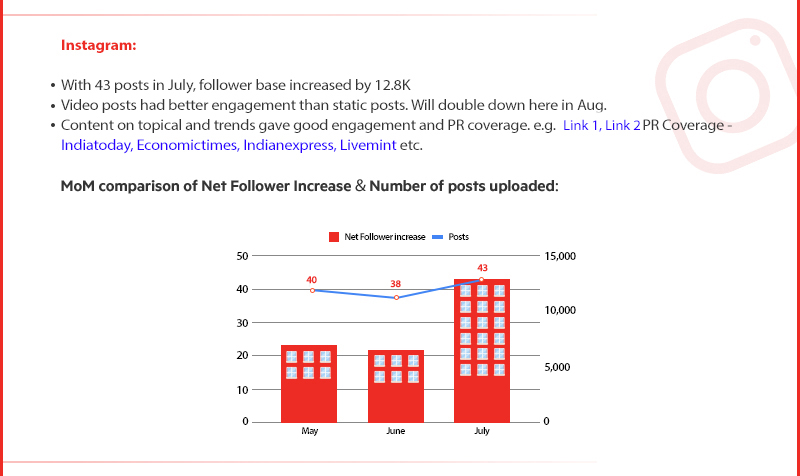 Instagram:
• With 43 posts in July, follower base increased by 12.8K
• Video posts had better engagement than static posts. Will double down here in Aug.
• Content on topical and trends gave good engagement and PR coverage. e.g. Link 1, Link 2 PR Coverage -
Indiatoday, Economictimes, Indianexpress, Livemint etc.
MoM comparison of Net Follower Increase & Number of posts uploaded:
Net Follower increase Posts
50 15,000
43
40
40
38
10,000
30
20
5,000
10
0 0
May June July